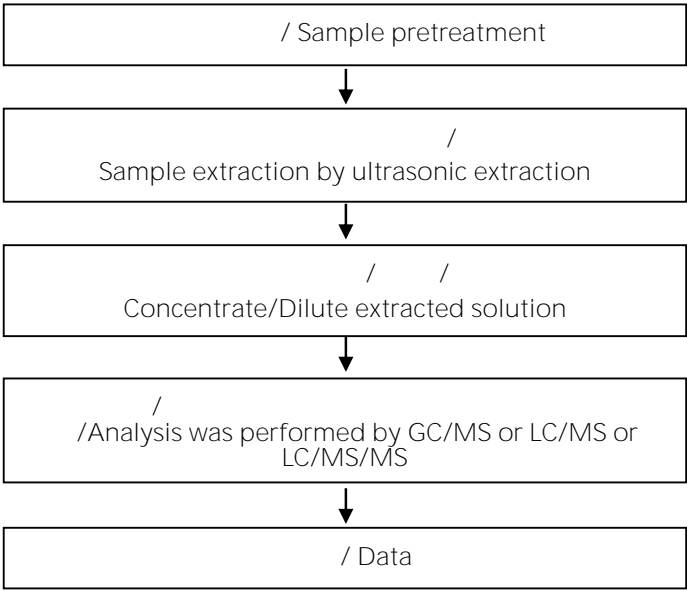 / Sample pretreatment
/
Sample extraction by ultrasonic extraction
/ /
Concentrate/Dilute extracted solution
/
/Analysis was performed by GC/MS or LC/MS or
LC/MS/MS
/ Data